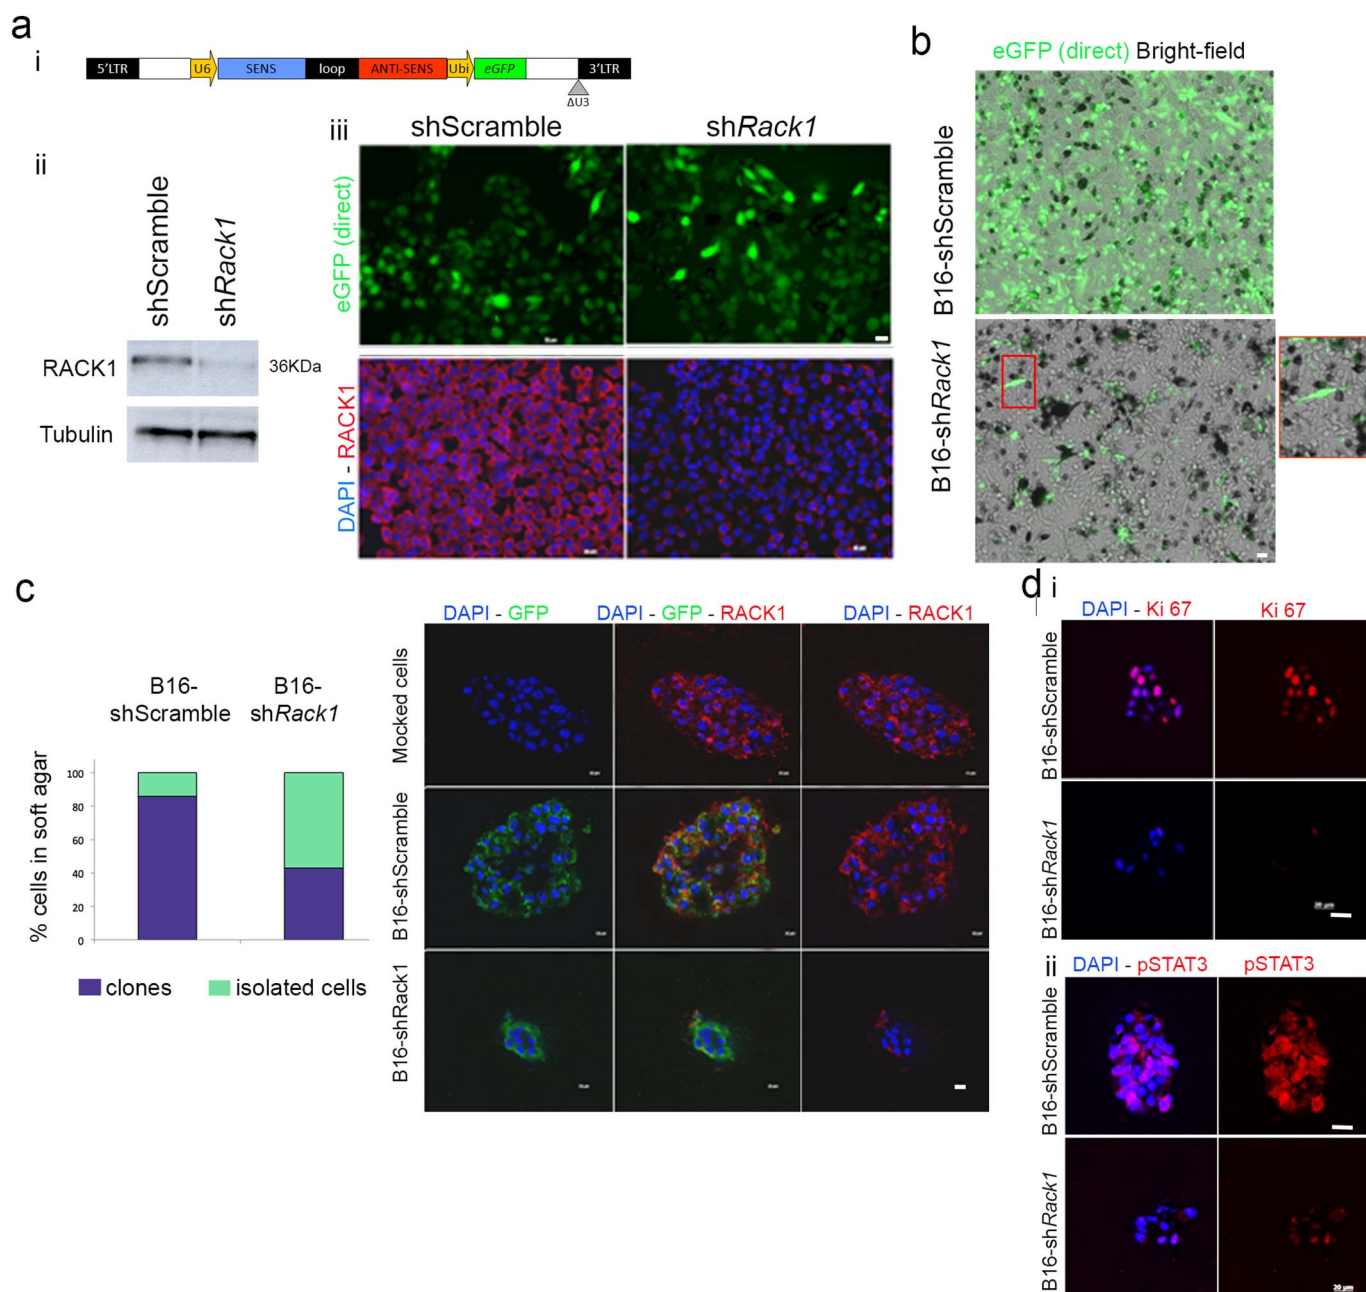 a
i
5'LTR U6 SENS loop ANTI-SENS Ubi eGFP 3'LTR
ΔU3
ii
shScramble
shRack1
RACK1
36KDa
Tubulin
iii
shScramble shRack1
eGFP (direct)
DAPI - RACK1
b
eGFP (direct) Bright-field
B16-shScramble
B16-shRack1
c
B16-
shScramble
B16-
shRack1
% cells in soft agar
100
80
60
40
20
0
clones isolated cells
DAPI - GFP DAPI - GFP - RACK1 DAPI - RACK1
Mocked cells
B16-shScramble
B16-shRack1
d i
DAPI - Ki 67 Ki 67
B16-shScramble
B16-shRack1
20 µm
ii
DAPI - pSTAT3 pSTAT3
B16-shScramble
B16-shRack1
20 µm